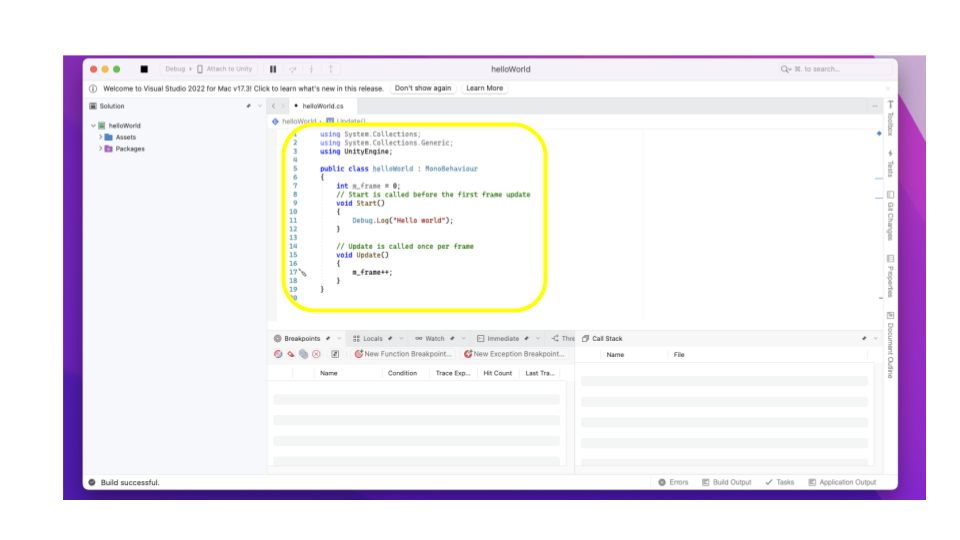 Debug › Attach to Unity
helloWorld
⌘. to search...
Welcome to Visual Studio 2022 for Mac v17.3! Click to learn what's new in this release. Don't show again Learn More
Solution
helloWorld
Assets
Packages
helloWorld.cs
helloWorld › Update()
1 using System.Collections;
2 using System.Collections.Generic;
3 using UnityEngine;
4
5 public class helloWorld : MonoBehaviour
6 {
7 int m_frame = 0;
8 // Start is called before the first frame update
9 void Start()
10 {
11 Debug.Log("Hello world");
12 }
13
14 // Update is called once per frame
15 void Update()
16 {
17 m_frame++;
18 }
19 }
20
Toolbox
Tests
Git Changes
Properties
Document Outline
Breakpoints Locals Watch Immediate Thre
New Function Breakpoint... New Exception Breakpoint...
Name Condition Trace Exp... Hit Count Last Tra...
Call Stack
Name File
Build successful.
Errors Build Output Tasks Application Output